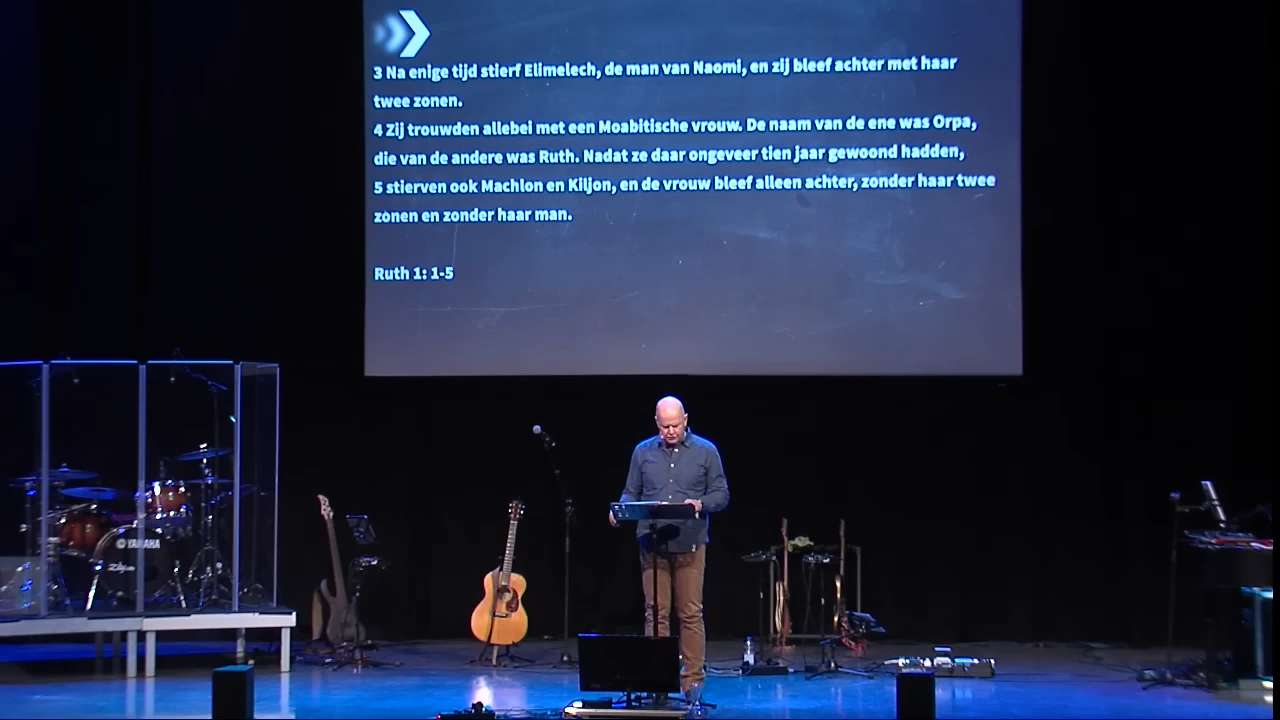 3 Na enige tijd stierf Elimelech, de man van Naomi, en zij bleef achter met haar
twee zonen.
4 Zij trouwden allebei met een Moabitische vrouw. De naam van de ene was Orpa,
die van de andere was Ruth. Nadat ze daar ongeveer tien jaar gewoond hadden,
5 stierven ook Machlon en Kiljon, en de vrouw bleef alleen achter, zonder haar twee
zonen en zonder haar man.
Ruth 1: 1-5
YAMAHA
Zildjian